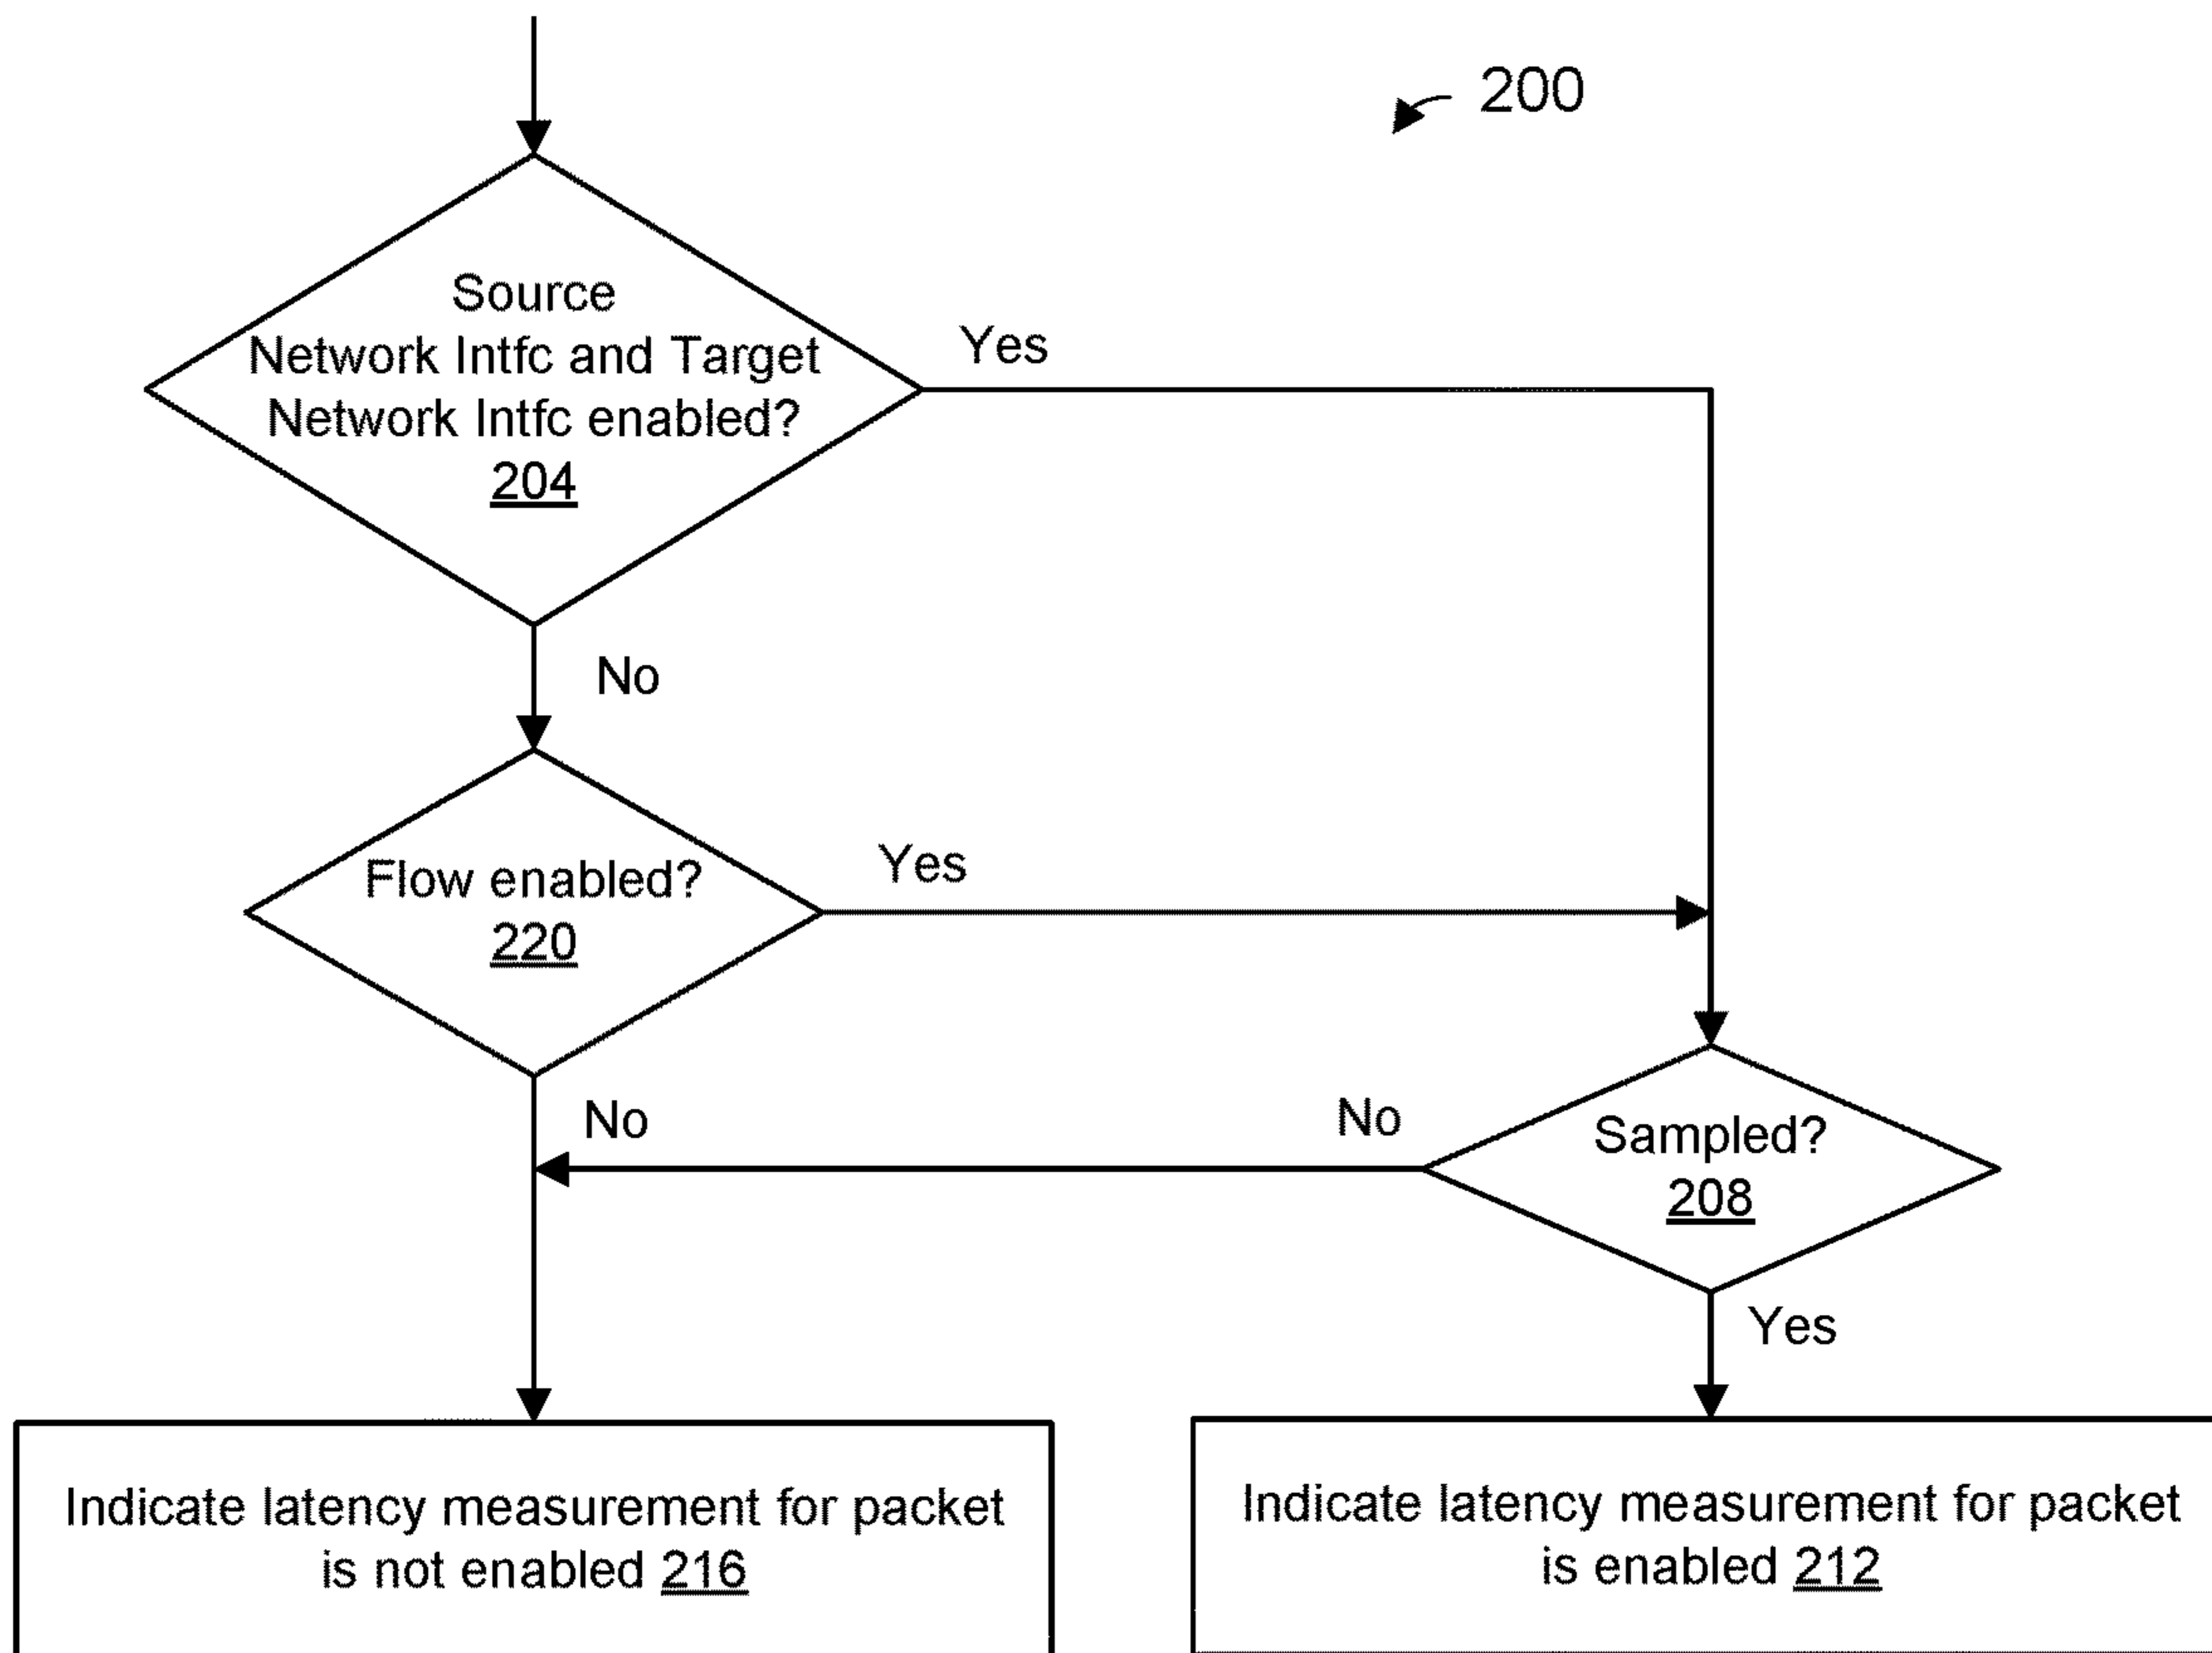 200
Source
Network Intfc and Target
Network Intfc enabled?
204
Yes
No
Flow enabled?
220
Yes
No
No
Sampled?
208
Yes
Indicate latency measurement for packet
is not enabled 216
Indicate latency measurement for packet
is enabled 212